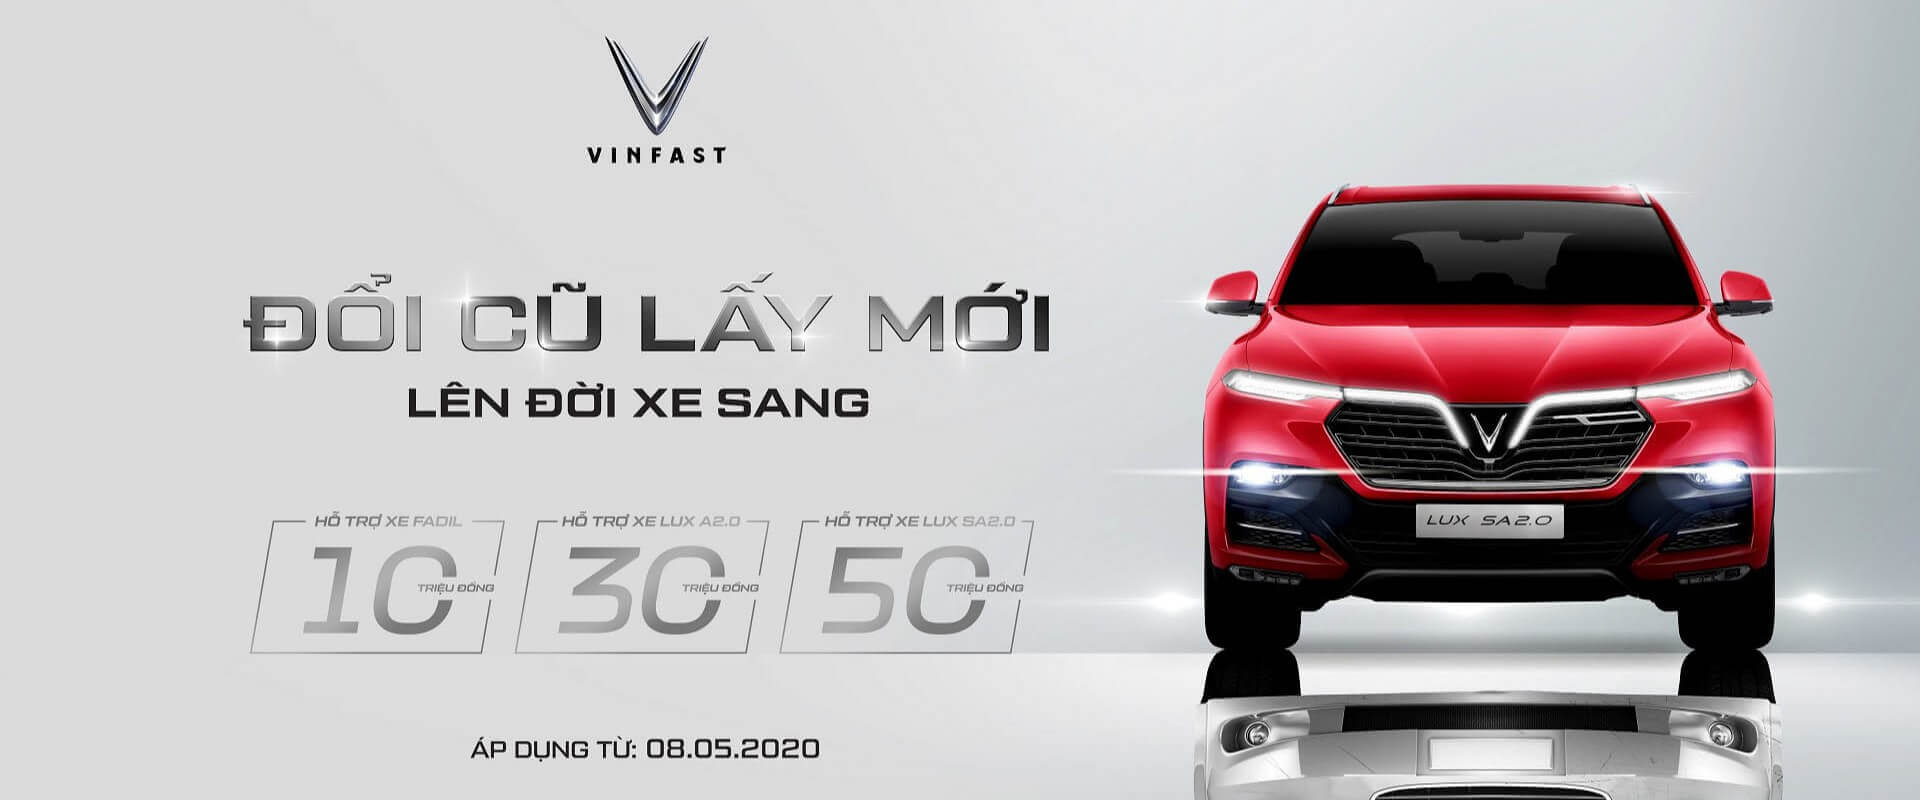 VINFAST
ĐỔI CŨ LẤY MỚI
LÊN ĐỜI XE SANG
HỖ TRỢ XE FADIL
10 TRIỆU ĐỒNG
HỖ TRỢ XE LUX A2.0
30 TRIỆU ĐỒNG
HỖ TRỢ XE LUX SA2.0
50 TRIỆU ĐỒNG
ÁP DỤNG TỪ: 08.05.2020
LUX SA2.0